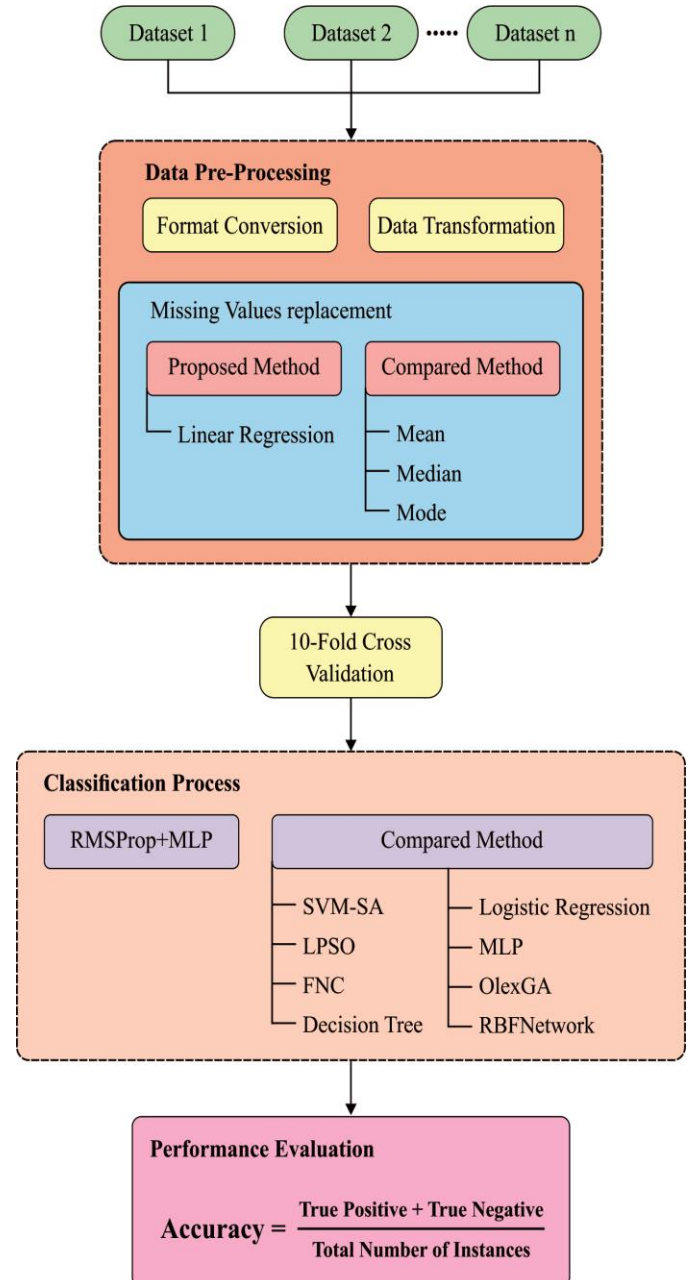 Dataset 1
Dataset 2
.....
Dataset n
Data Pre-Processing
Format Conversion
Data Transformation
Missing Values replacement
Proposed Method
Linear Regression
Compared Method
Mean
Median
Mode
10-Fold Cross
Validation
Classification Process
RMSProp+MLP
Compared Method
SVM-SA
LPSO
FNC
Decision Tree
Logistic Regression
MLP
OlexGA
RBFNetwork
Performance Evaluation
Accuracy = True Positive + True Negative
Total Number of Instances